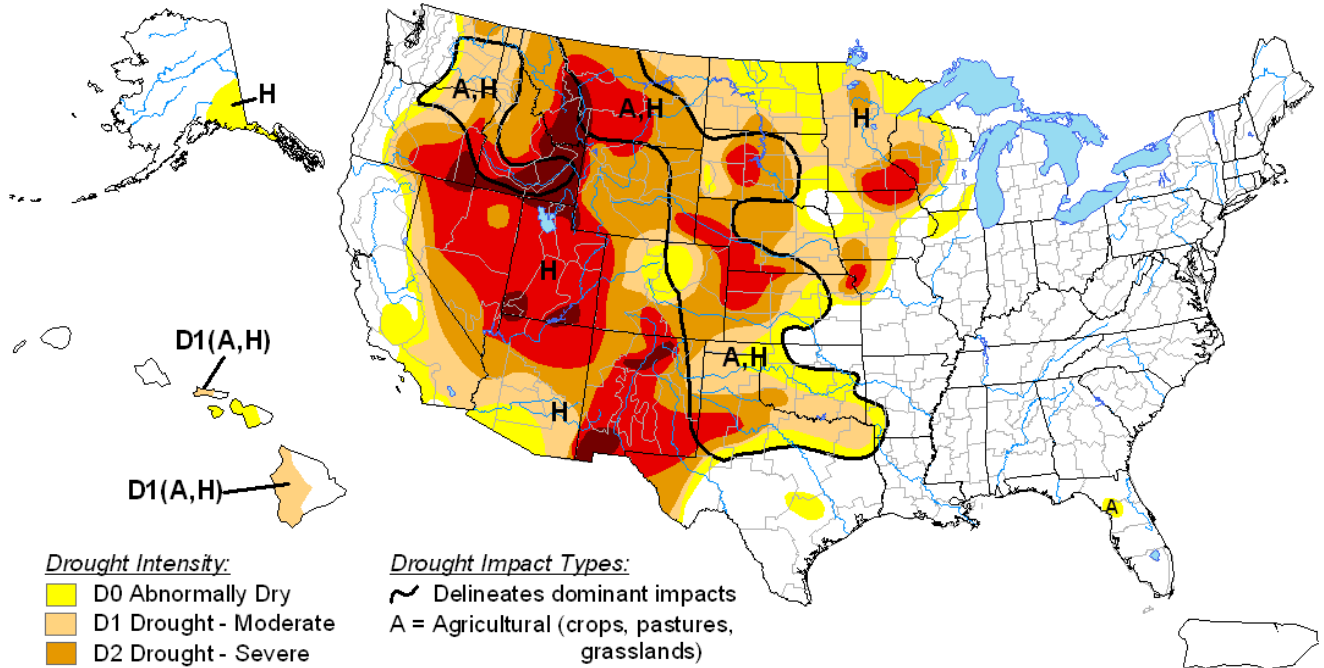 H
A,H
A,H
H
H
D1(A,H)
A,H
H
D1(A,H)
A
Drought Intensity:
D0 Abnormally Dry
D1 Drought - Moderate
D2 Drought - Severe
Drought Impact Types:
Delineates dominant impacts
A = Agricultural (crops, pastures,
grasslands)